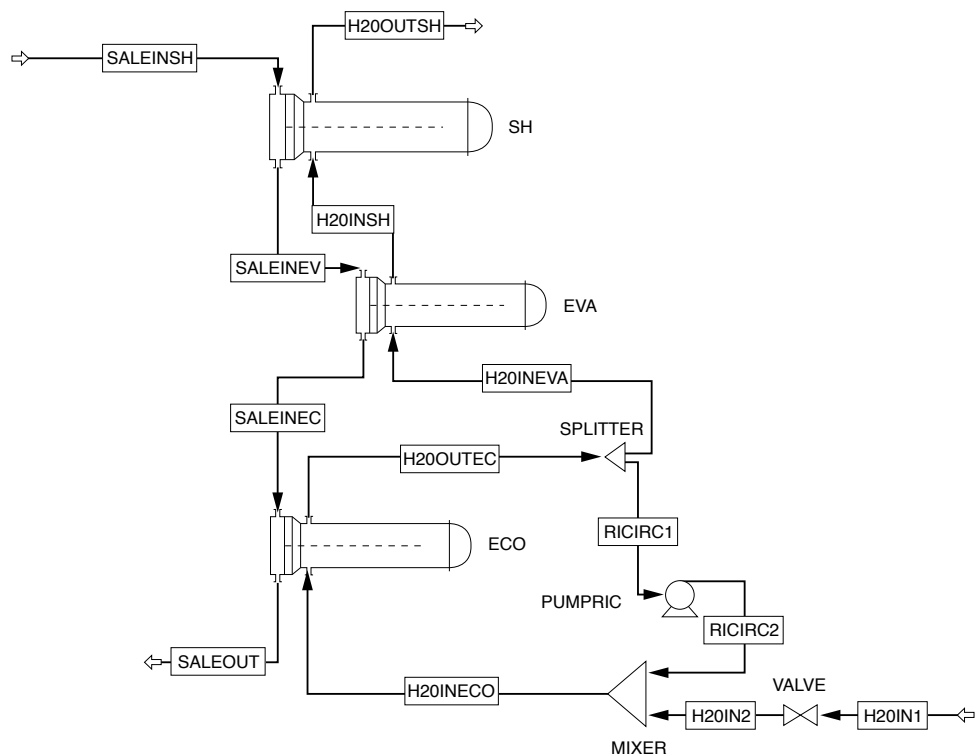 H20OUTSH
SALEINSH
SH
H20INSH
SALEINEV
EVA
H20INEVA
SALEINEC
SPLITTER
H20OUTEC
RICIRC1
ECO
PUMPRIC
RICIRC2
SALEOUT
H20INECO
VALVE
H20IN2
H20IN1
MIXER